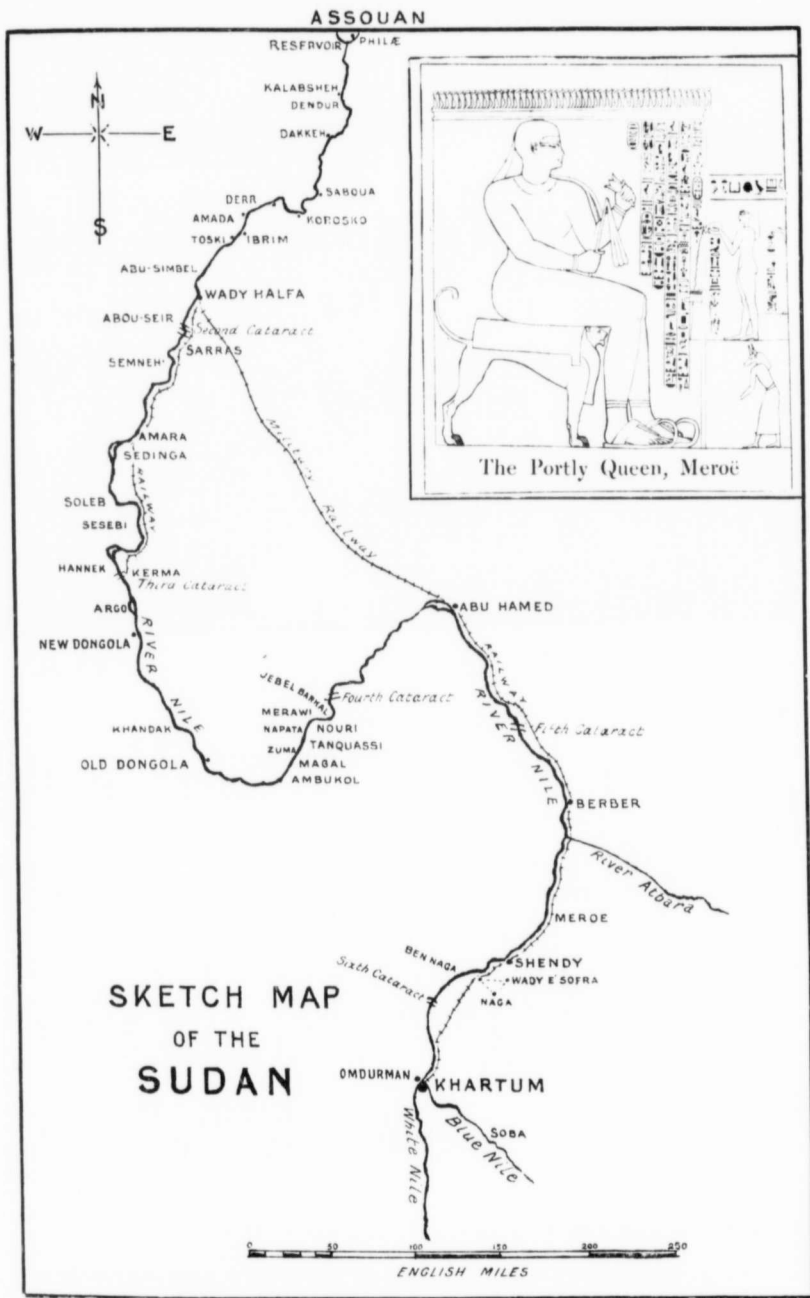 ASSOUAN
RESERVOIR
PHILÆ
KALABSHEH
DENDUR
DAKKEH
N
W
E
S
SABOUA
DERR
AMADA
KOROSKO
TOSKI
IBRIM
ABU-SIMBEL
WADY HALFA
ABOU-SEIR
Second Cataract
SARRAS
SEMNEH
The Portly Queen, Meroë
AMARA
SEDINGA
RAILWAY
Military Railway
SOLEB
SESEBI
HANNEK
KERMA
Third Cataract
ARGO
NEW DONGOLA
RIVER NILE
ABU HAMED
RAILWAY
JEBEL BARKAL
Fourth Cataract
MERAWI
NAPATA
NOURI
ZUMA
TANQUASSI
MAGAL
AMBUKOL
KHANDAK
OLD DONGOLA
RIVER NILE
Fifth Cataract
BERBER
River Atbara
MEROE
BEN NAGA
SHENDY
WADY E' SOFRA
NAGA
Sixth Cataract
SKETCH MAP
OF THE
SUDAN
OMDURMAN
KHARTUM
SOBA
Blue Nile
White Nile
0 50 100 150 200 250
ENGLISH MILES